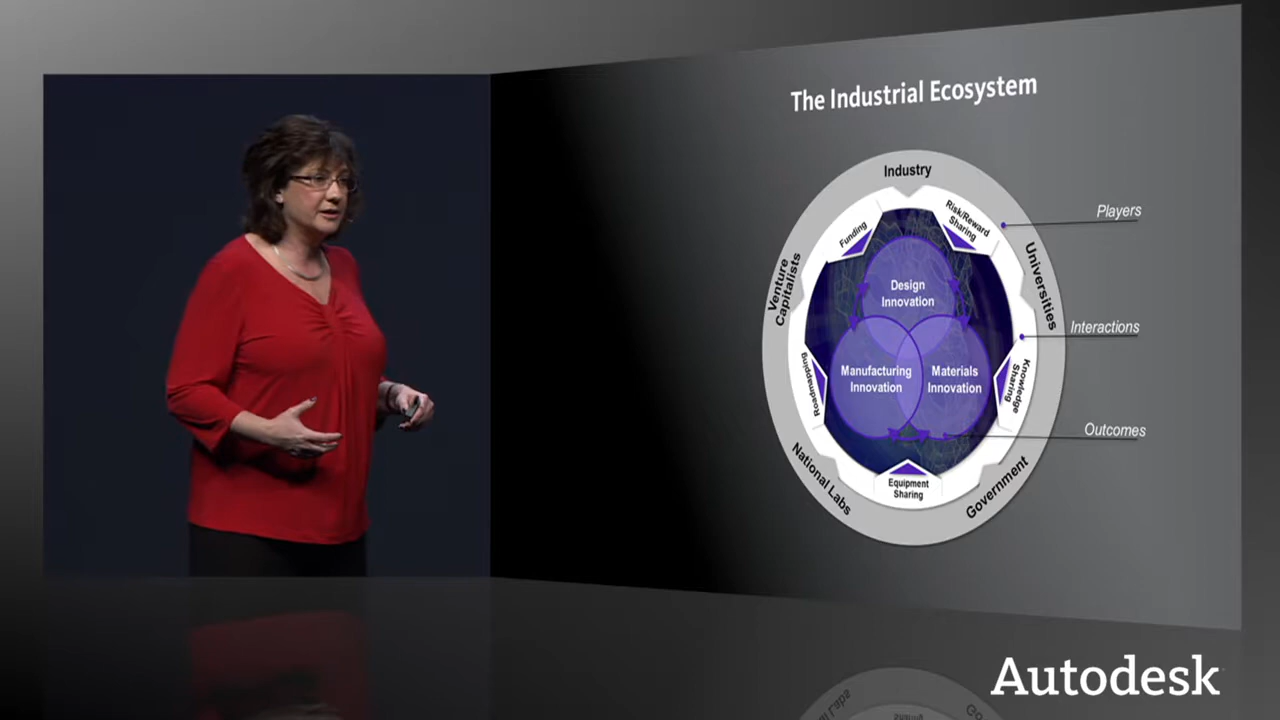 The Industrial Ecosystem
Industry
Players
Risk/Reward
Sharing
Funding
Venture
Capitalists
Universities
Design
Innovation
Interactions
Manufacturing
Innovation
Materials
Innovation
Roadmapping
Knowledge
Sharing
Outcomes
National Labs
Equipment
Sharing
Government
Autodesk